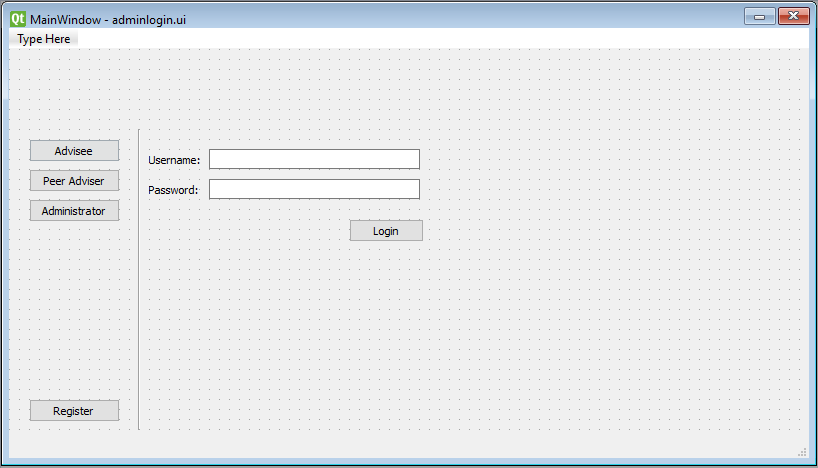 Qt MainWindow - adminlogin.ui
Type Here
Advisee
Peer Adviser
Administrator
Username:
Password:
Login
Register